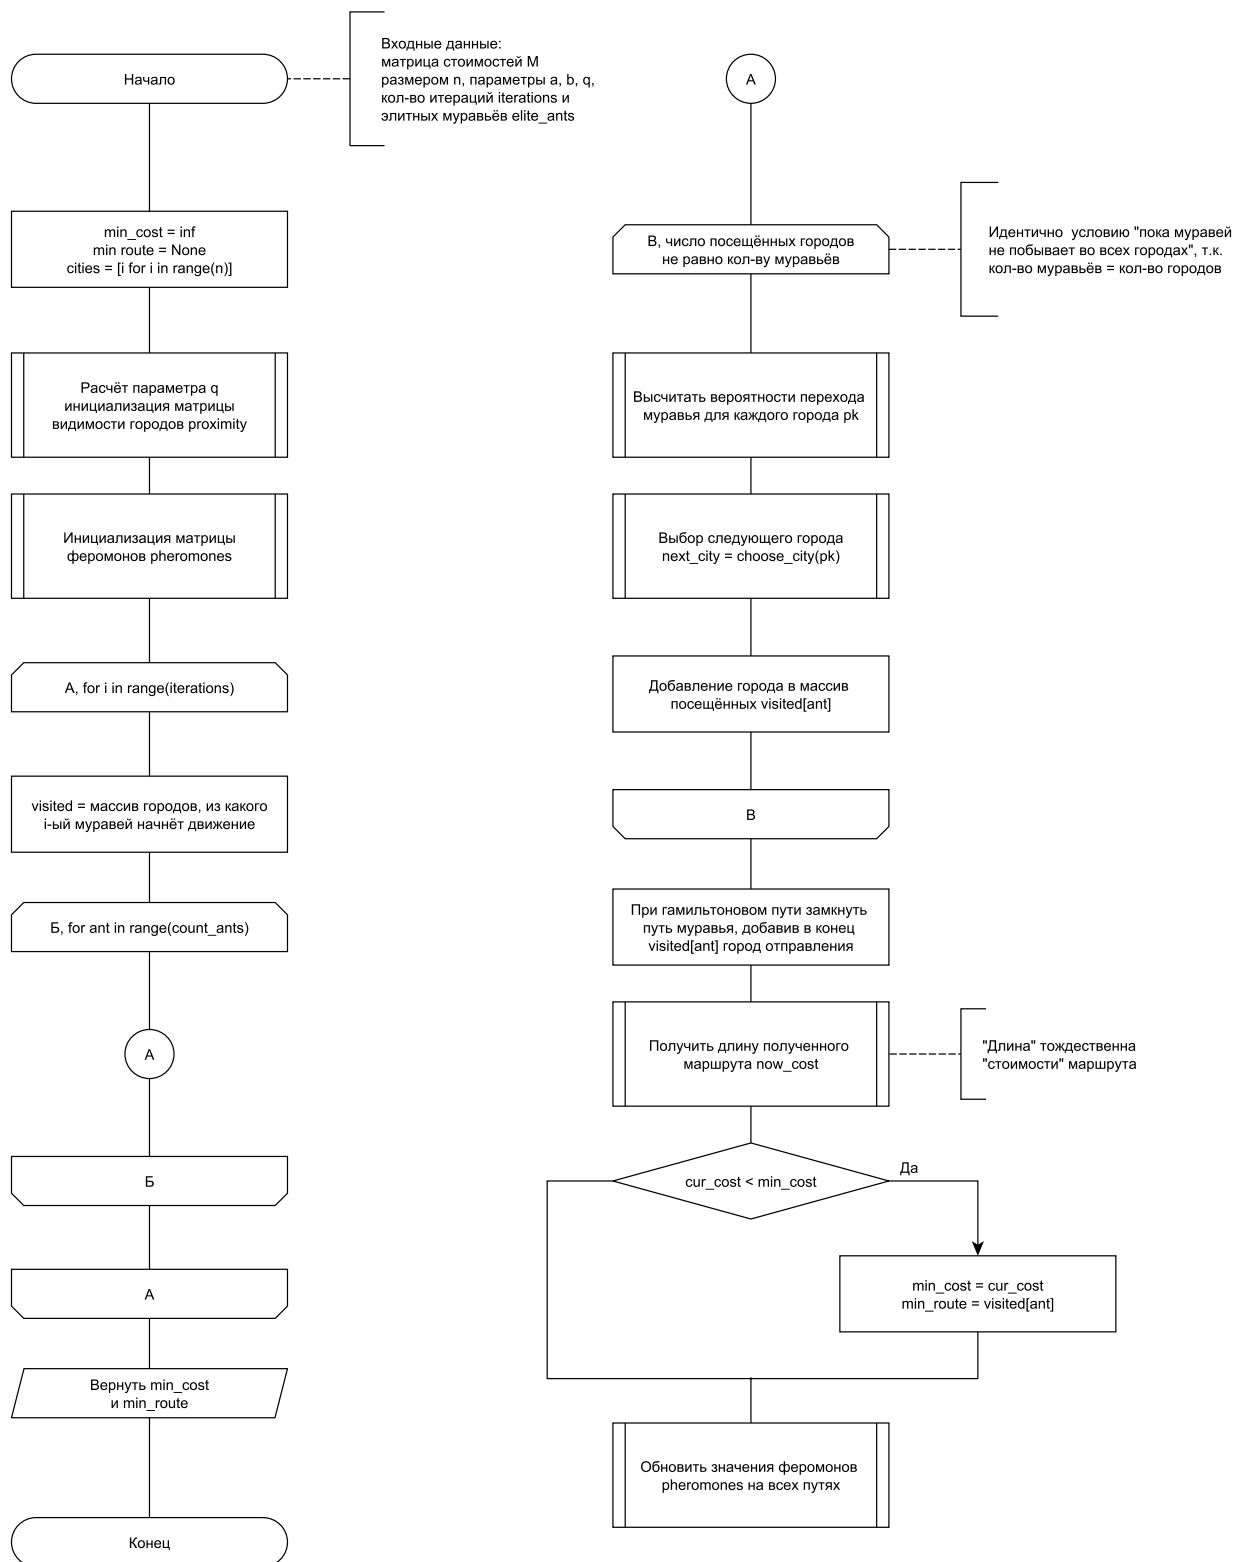 Начало
Входные данные:
матрица стоимостей M
размером n, параметры a, b, q,
кол-во итераций iterations и
элитных муравьёв elite_ants
min_cost = inf
min route = None
cities = [i for i in range(n)]
Расчёт параметра q
инициализация матрицы
видимости городов proximity
Инициализация матрицы
феромонов pheromones
А, for i in range(iterations)
visited = массив городов, из какого
i-ый муравей начнёт движение
Б, for ant in range(count_ants)
А
Б
А
Вернуть min_cost
и min_route
Конец
А
В, число посещённых городов
не равно кол-ву муравьёв
Идентично  условию "пока муравей
не побывает во всех городах", т.к.
кол-во муравьёв = кол-во городов
Высчитать вероятности перехода
муравья для каждого города pk
Выбор следующего города
next_city = choose_city(pk)
Добавление города в массив
посещённых visited[ant]
В
При гамильтоновом пути замкнуть
путь муравья, добавив в конец
visited[ant] город отправления
Получить длину полученного
маршрута now_cost
"Длина" тождественна
"стоимости" маршрута
cur_cost < min_cost
Да
min_cost = cur_cost
min_route = visited[ant]
Обновить значения феромонов
pheromones на всех путях